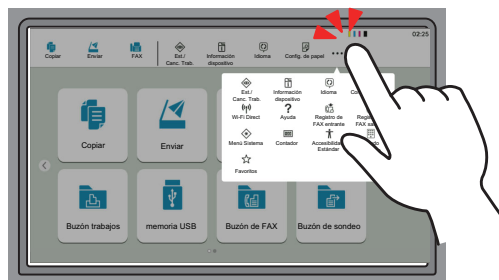 02:25
Copiar
Enviar
FAX
Est./
Canc. Trab.
Información
dispositivo
Idioma
Config. de papel
Est./
Canc. Trab.
Información
dispositivo
Idioma
Wi-Fi Direct
Ayuda
Registro de
FAX entrante
FAX
Menú Sistema
Contador
Accesibilidad
Estándar
Favoritos
Copiar
Enviar
Buzón trabajos
memoria USB
Buzón de FAX
Buzón de sondeo